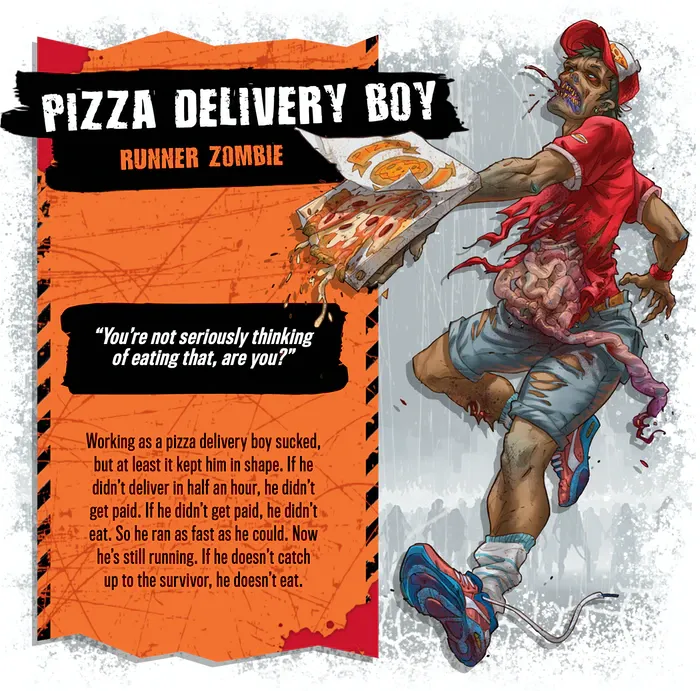 PIZZA DELIVERY BOY
RUNNER ZOMBIE
“You’re not seriously thinking
of eating that, are you?”
Working as a pizza delivery boy sucked,
but at least it kept him in shape. If he
didn’t deliver in half an hour, he didn’t
get paid. If he didn’t get paid, he didn’t
eat. So he ran as fast as he could. Now
he’s still running. If he doesn’t catch
up to the survivor, he doesn’t eat.